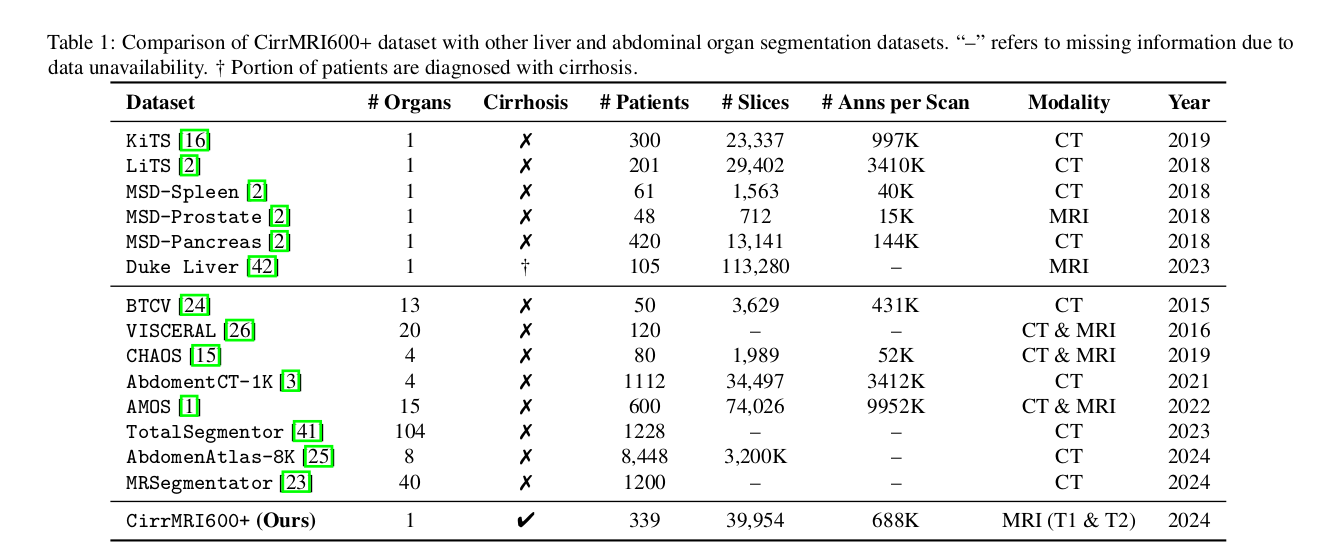 Table 1: Comparison of CirrMRI600+ dataset with other liver and abdominal organ segmentation datasets. “–” refers to missing information due to
data unavailability. † Portion of patients are diagnosed with cirrhosis.
Dataset # Organs Cirrhosis # Patients # Slices # Anns per Scan Modality Year
KiTS [16] 1 ✗ 300 23,337 997K CT 2019
LiTS [2] 1 ✗ 201 29,402 3410K CT 2018
MSD-Spleen [2] 1 ✗ 61 1,563 40K CT 2018
MSD-Prostate [2] 1 ✗ 48 712 15K MRI 2018
MSD-Pancreas [2] 1 ✗ 420 13,141 144K CT 2018
Duke Liver [42] 1 † 105 113,280 – MRI 2023
BTCV [24] 13 ✗ 50 3,629 431K CT 2015
VISCERAL [26] 20 ✗ 120 – – CT & MRI 2016
CHAOS [15] 4 ✗ 80 1,989 52K CT & MRI 2019
AbdomentCT-1K [3] 4 ✗ 1112 34,497 3412K CT 2021
AMOS [1] 15 ✗ 600 74,026 9952K CT & MRI 2022
TotalSegmentor [41] 104 ✗ 1228 – – CT 2023
AbdomenAtlas-8K [25] 8 ✗ 8,448 3,200K – CT 2024
MRSegmentator [23] 40 ✗ 1200 – – CT 2024
CirrMRI600+ (Ours) 1 ✔ 339 39,954 688K MRI (T1 & T2) 2024